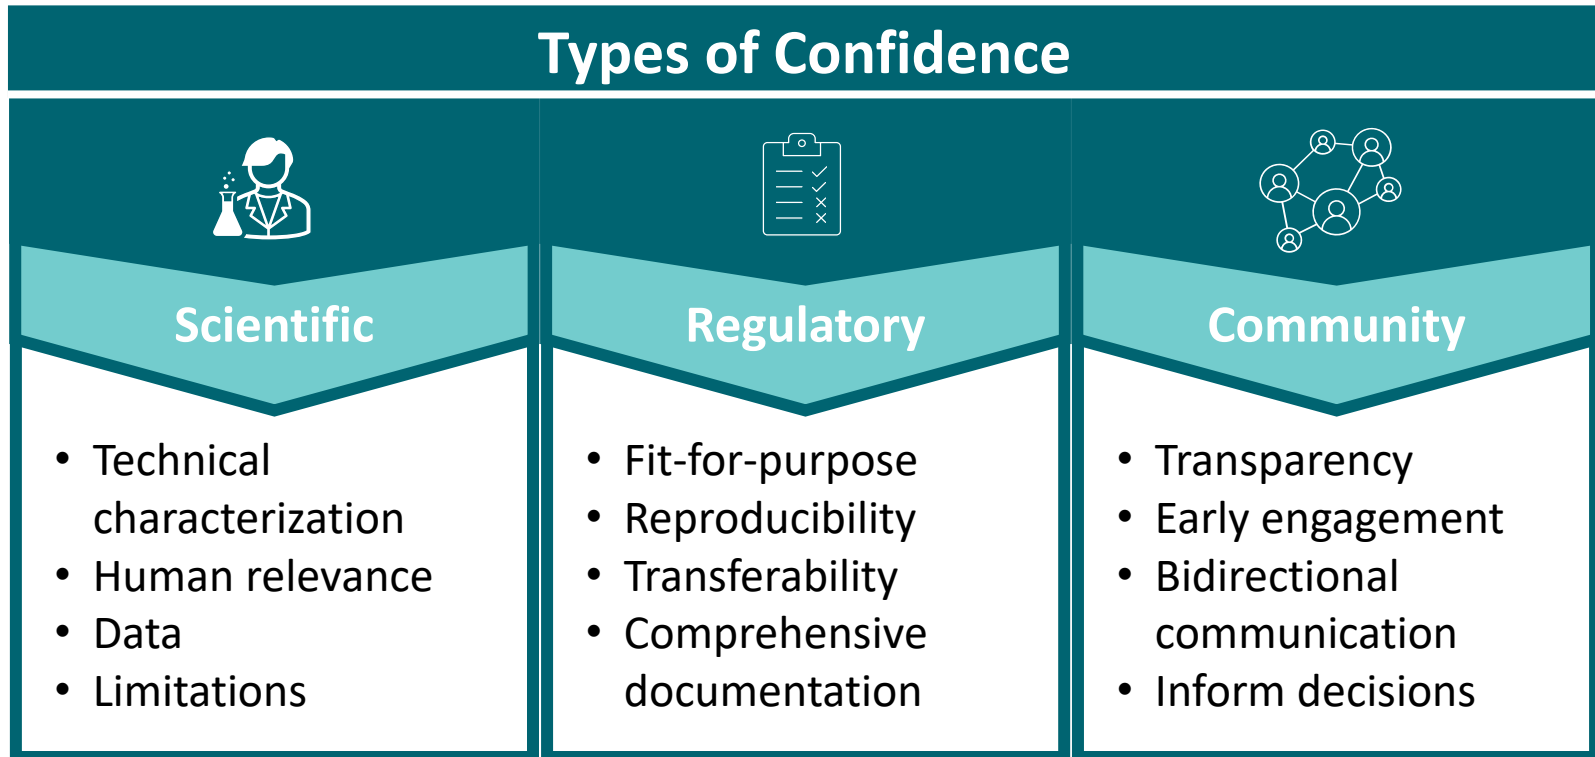 Types of Confidence
Scientific
• Technical
characterization
• Human relevance
• Data
• Limitations
Regulatory
• Fit-for-purpose
• Reproducibility
• Transferability
• Comprehensive
documentation
Community
• Transparency
• Early engagement
• Bidirectional
communication
• Inform decisions